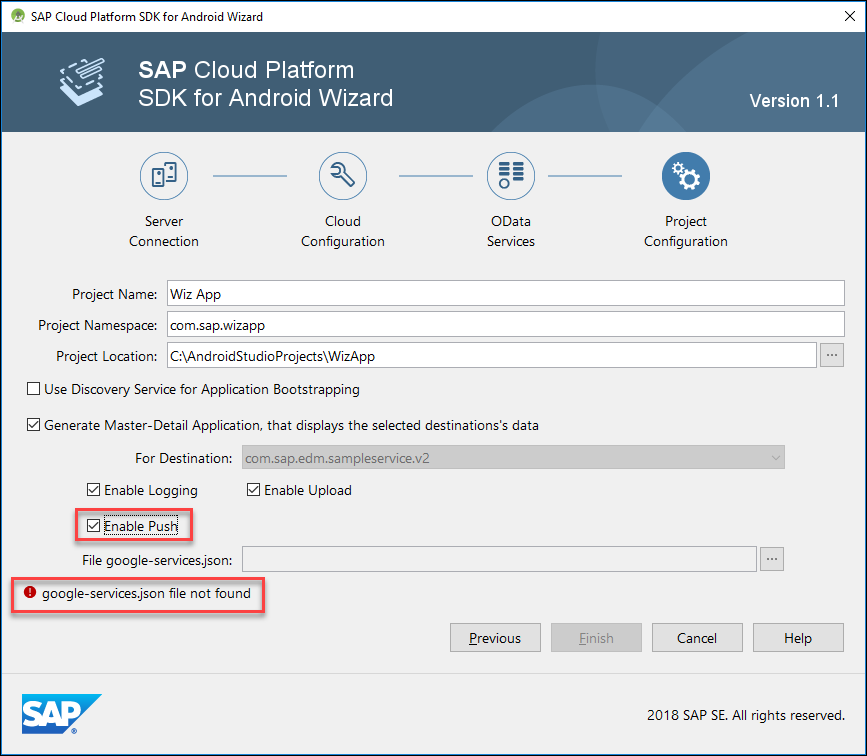 SAP Cloud Platform SDK for Android Wizard
SAP Cloud Platform
SDK for Android Wizard
Version 1.1
Server
Connection
Cloud
Configuration
OData
Services
Project
Configuration
Project Name: Wiz App
Project Namespace: com.sap.wizapp
Project Location: C:\AndroidStudioProjects\WizApp ...
Use Discovery Service for Application Bootstrapping
Generate Master-Detail Application, that displays the selected destinations's data
For Destination: com.sap.edm.sampleservice.v2
Enable Logging Enable Upload
Enable Push
File google-services.json: ...
google-services.json file not found
Previous Finish Cancel Help
SAP® 2018 SAP SE. All rights reserved.